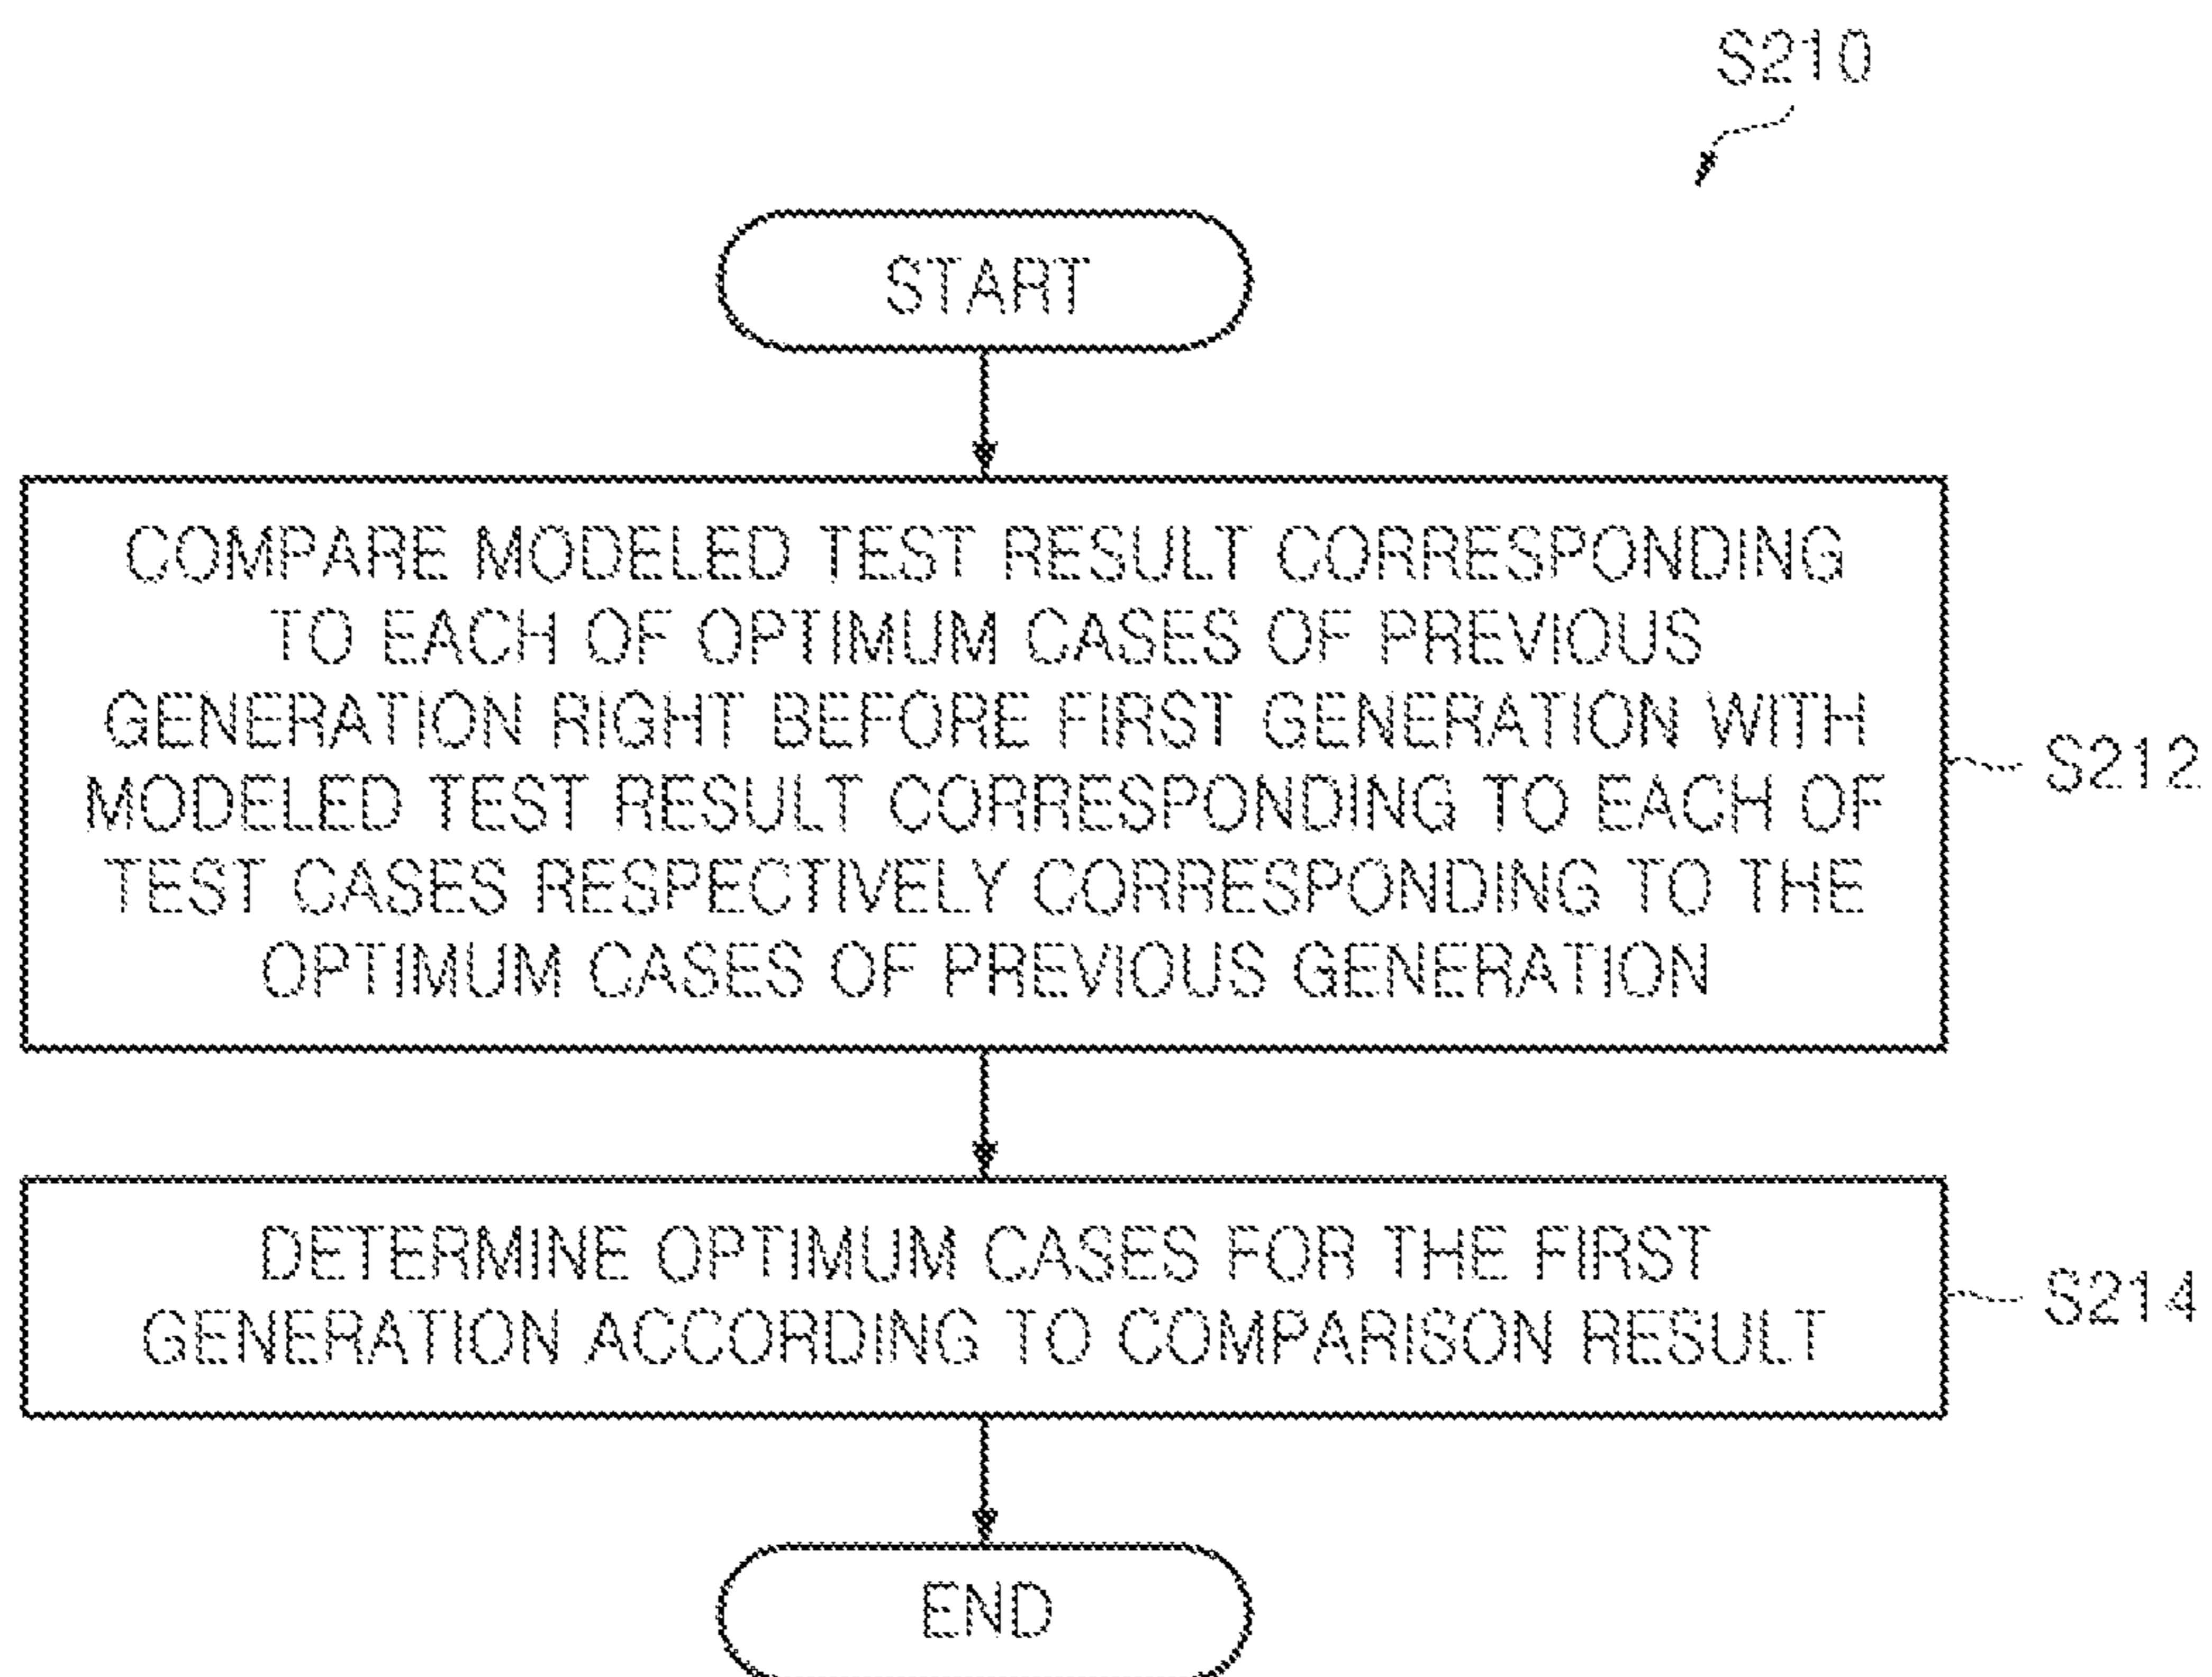 S210
START
COMPARE MODELED TEST RESULT CORRESPONDING
TO EACH OF OPTIMUM CASES OF PREVIOUS
GENERATION RIGHT BEFORE FIRST GENERATION WITH
MODELED TEST RESULT CORRESPONDING TO EACH OF
TEST CASES RESPECTIVELY CORRESPONDING TO THE
OPTIMUM CASES OF PREVIOUS GENERATION
S212
DETERMINE OPTIMUM CASES FOR THE FIRST
GENERATION ACCORDING TO COMPARISON RESULT
S214
END